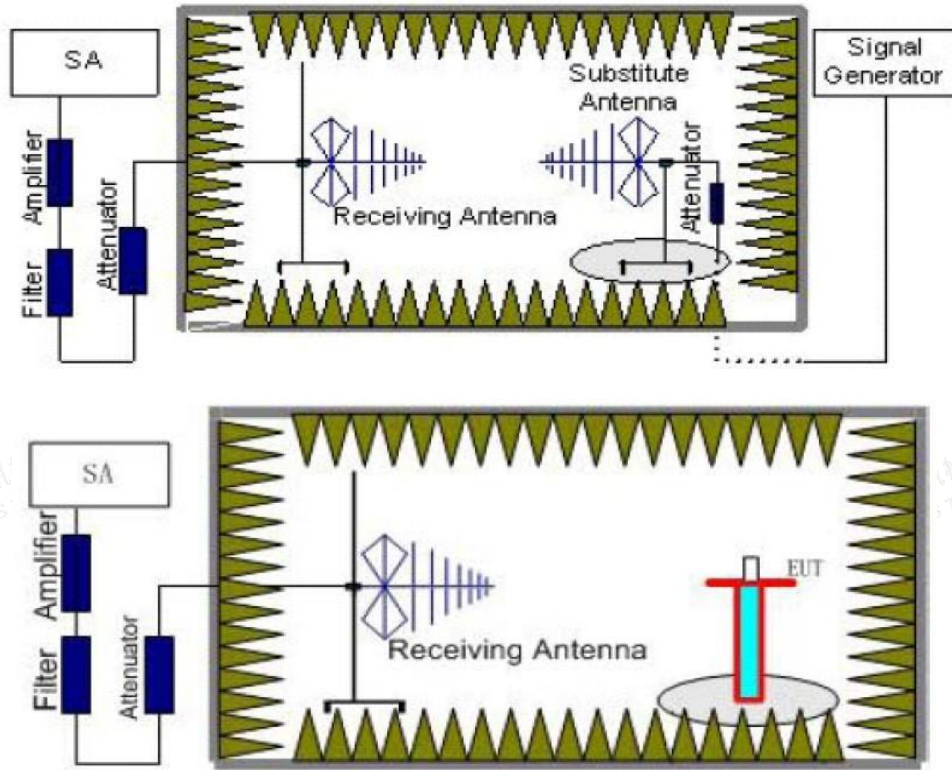 SA
Amplifier
Filter
Attenuator
Receiving Antenna
Substitute
Antenna
Attenuator
Signal
Generator
SA
Amplifier
Filter
Attenuator
Receiving Antenna
EUT